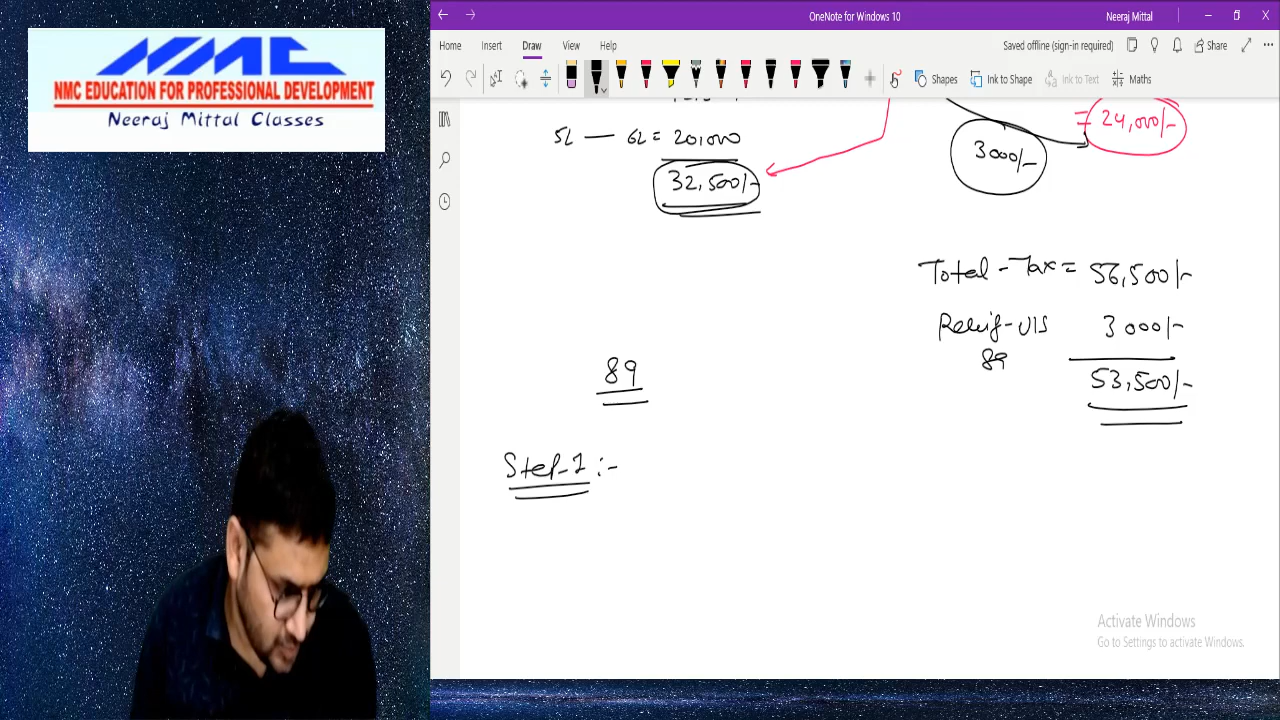 NMC
NMC EDUCATION FOR PROFESSIONAL DEVELOPMENT
Neeraj Mittal Classes
OneNote for Windows 10
Neeraj Mittal
Home Insert Draw View Help
Saved offline (sign-in required)
Share
Shapes
Ink to Shape
Ink to Text
Maths
5L — 6L = 20,000
32,500/-
= 24,000/-
3000/-
Total-Tax = 56,500/-
Releif-U/S 3000/-
89
53,500/-
89
Step-1:-
Activate Windows
Go to Settings to activate Windows.